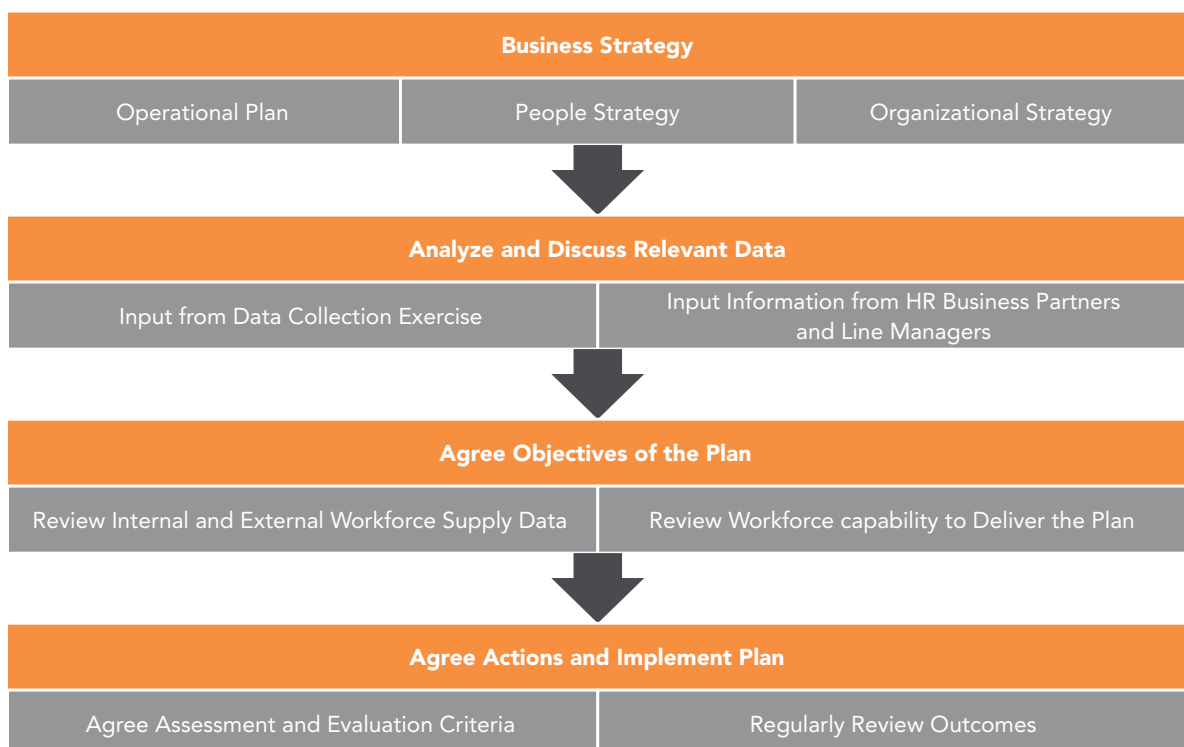 Business Strategy
Operational Plan
People Strategy
Organizational Strategy
Analyze and Discuss Relevant Data
Input from Data Collection Exercise
Input Information from HR Business Partners
and Line Managers
Agree Objectives of the Plan
Review Internal and External Workforce Supply Data
Review Workforce capability to Deliver the Plan
Agree Actions and Implement Plan
Agree Assessment and Evaluation Criteria
Regularly Review Outcomes